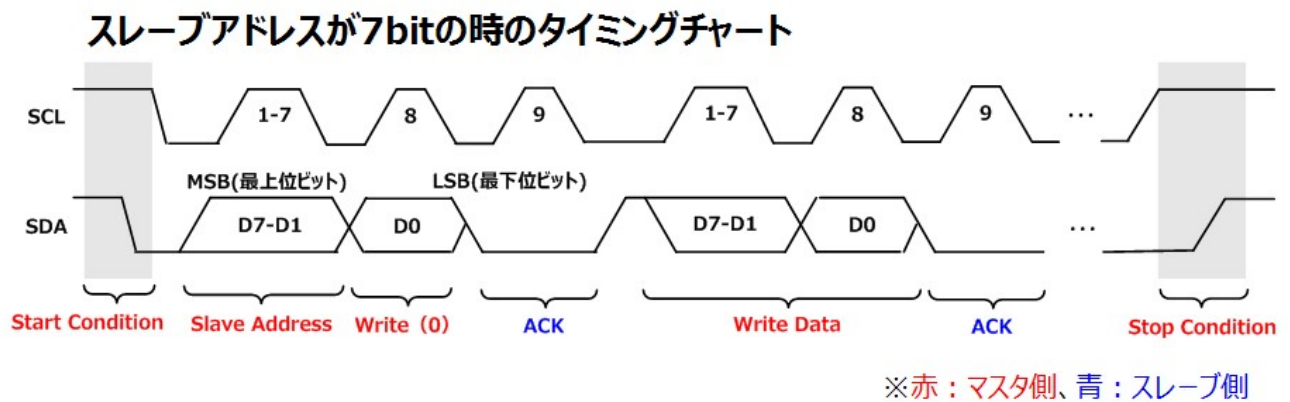 スレーブアドレスが7bitの時のタイミングチャート
SCL 1-7 8 9 1-7 8 9 ...
MSB(最上位ビット) LSB(最下位ビット)
SDA D7-D1 D0 D7-D1 D0 ...
Start Condition Slave Address Write (0) ACK Write Data ACK Stop Condition
※赤：マスタ側、青：スレーブ側